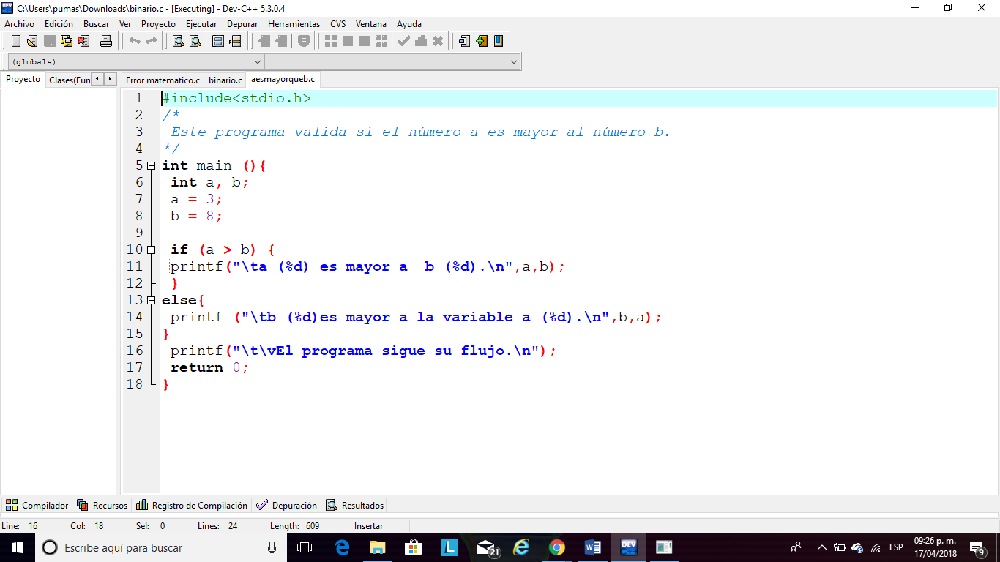 C:\Users\pumas\Downloads\binario.c - [Executing] - Dev-C++ 5.3.0.4
Archivo Edición Buscar Ver Proyecto Ejecutar Depurar Herramientas CVS Ventana Ayuda
(globals)
Proyecto Clases(Fun Error matematico.c binario.c aesmayorqueb.c
1 #include<stdio.h>
2 /*
3 Este programa valida si el número a es mayor al número b.
4 */
5 int main (){
6 int a, b;
7 a = 3;
8 b = 8;
9
10 if (a > b) {
11 printf("\ta (%d) es mayor a  b (%d).\n",a,b);
12 }
13 else{
14 printf ("\tb (%d)es mayor a la variable a (%d).\n",b,a);
15 }
16 printf("\t\vEl programa sigue su flujo.\n");
17 return 0;
18 }
Compilador Recursos Registro de Compilación Depuración Resultados
Line: 16 Col: 18 Sel: 0 Lines: 24 Length: 609 Insertar
Escribe aquí para buscar
L 21 DEV ESP 09:26 p. m.
17/04/2018 9